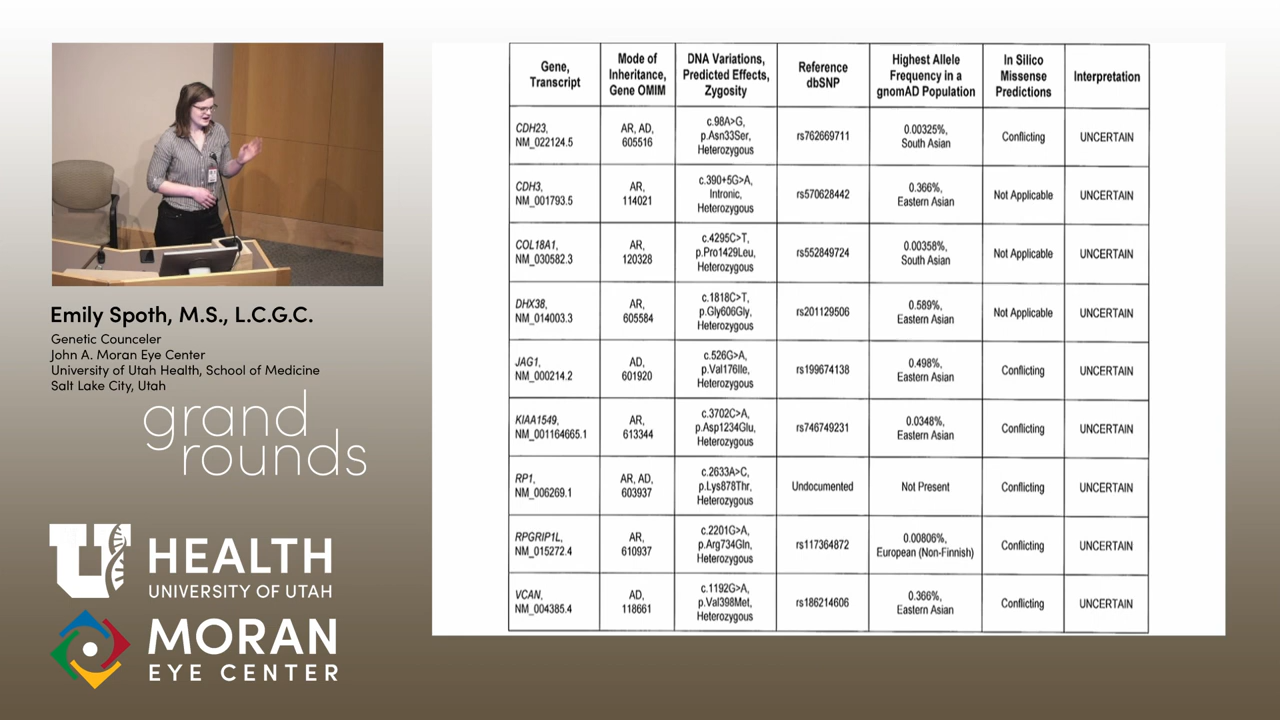 Emily Spoth, M.S., L.C.G.C.
Genetic Counceler
John A. Moran Eye Center
University of Utah Health, School of Medicine
Salt Lake City, Utah
grand
rounds
U HEALTH
UNIVERSITY OF UTAH
MORAN
EYE CENTER
Gene,
Transcript
Mode of
Inheritance,
Gene OMIM
DNA Variations,
Predicted Effects,
Zygosity
Reference
dbSNP
Highest Allele
Frequency in a
gnomAD Population
In Silico
Missense
Predictions
Interpretation
CDH23,
NM_022124.5
AR, AD,
605516
c.98A>G,
p.Asn33Ser,
Heterozygous
rs762669711
0.00325%,
South Asian
Conflicting
UNCERTAIN
CDH3,
NM_001793.5
AR,
114021
c.390+5G>A,
Intronic,
Heterozygous
rs570628442
0.366%,
Eastern Asian
Not Applicable
UNCERTAIN
COL18A1,
NM_030582.3
AR,
120328
c.4295C>T,
p.Pro1429Leu,
Heterozygous
rs552849724
0.00358%,
South Asian
Not Applicable
UNCERTAIN
DHX38,
NM_014003.3
AR,
605584
c.1818C>T,
p.Gly606Gly,
Heterozygous
rs201129506
0.589%,
Eastern Asian
Not Applicable
UNCERTAIN
JAG1,
NM_000214.2
AD,
601920
c.526G>A,
p.Val176Ile,
Heterozygous
rs199674138
0.498%,
Eastern Asian
Conflicting
UNCERTAIN
KIAA1549,
NM_001164665.1
AR,
613344
c.3702C>A,
p.Asp1234Glu,
Heterozygous
rs746749231
0.0348%,
Eastern Asian
Conflicting
UNCERTAIN
RP1,
NM_006269.1
AR, AD,
603937
c.2633A>C,
p.Lys878Thr,
Heterozygous
Undocumented
Not Present
Conflicting
UNCERTAIN
RPGRIP1L,
NM_015272.4
AR,
610937
c.2201G>A,
p.Arg734Gln,
Heterozygous
rs117364872
0.00806%,
European (Non-Finnish)
Conflicting
UNCERTAIN
VCAN,
NM_004385.4
AD,
118661
c.1192G>A,
p.Val398Met,
Heterozygous
rs186214606
0.366%,
Eastern Asian
Conflicting
UNCERTAIN